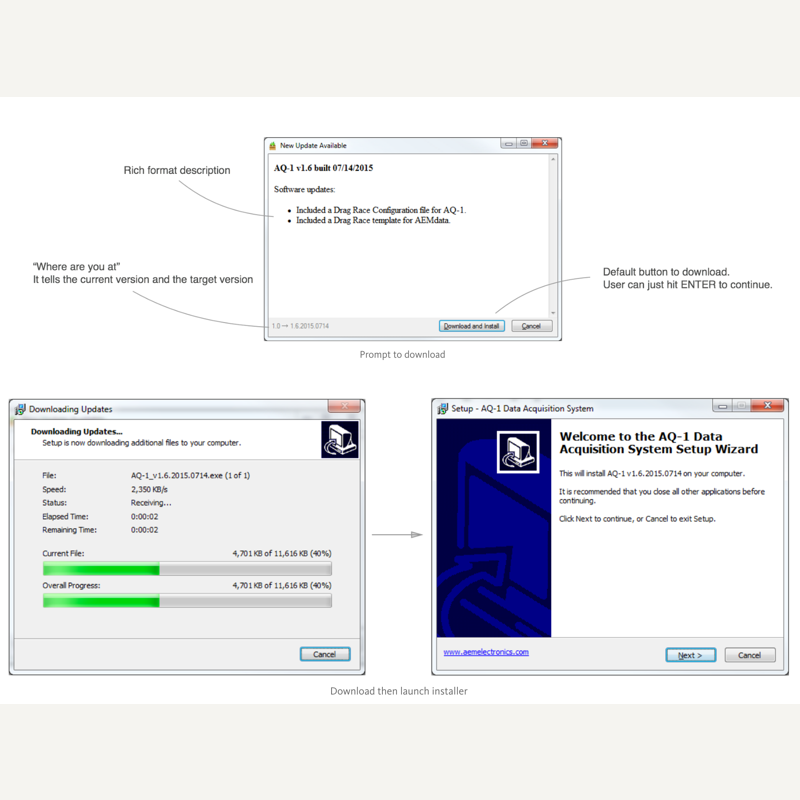 New Update Available
Rich format description
AQ-1 v1.6 built 07/14/2015
Software updates:
Included a Drag Race Configuration file for AQ-1.
Included a Drag Race template for AEMdata.
“Where are you at”
It tells the current version and the target version
Default button to download.
User can just hit ENTER to continue.
1.0 → 1.6.2015.0714
Download and Install
Cancel
Prompt to download
Downloading Updates
Downloading Updates...
Setup is now downloading additional files to your computer.
File: AQ-1_v1.6.2015.0714.exe (1 of 1)
Speed: 2,350 KB/s
Status: Receiving...
Elapsed Time: 0:00:02
Remaining Time: 0:00:02
Current File: 4,701 KB of 11,616 KB (40%)
Overall Progress: 4,701 KB of 11,616 KB (40%)
Cancel
Setup - AQ-1 Data Acquisition System
Welcome to the AQ-1 Data
Acquisition System Setup Wizard
This will install AQ-1 v1.6.2015.0714 on your computer.
It is recommended that you close all other applications before
continuing.
Click Next to continue, or Cancel to exit Setup.
www.aemelectronics.com
Next >
Cancel
Download then launch installer